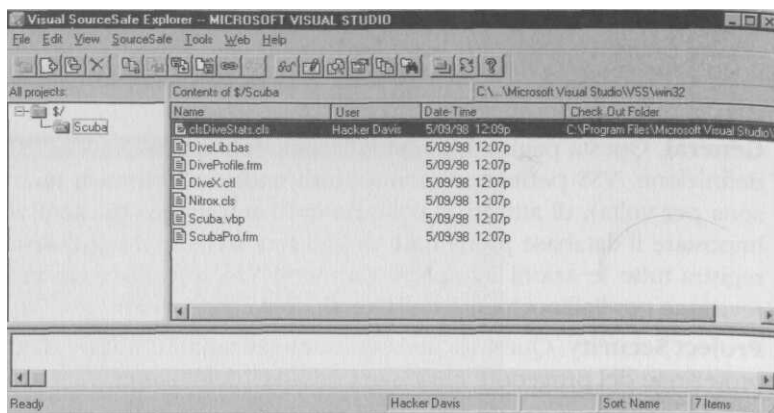 Visual SourceSafe Explorer -- MICROSOFT VISUAL STUDIO
File Edit View SourceSafe Tools Web Help
All projects:
Contents of $/Scuba
C:\...\Microsoft Visual Studio\VSS\win32
$/
Scuba
Name User Date-Time Check Out Folder
clsDiveStats.cls Hacker Davis 5/09/98 12:09p C:\Program Files\Microsoft Visual Studio\
DiveLib.bas 5/09/98 12:07p
DiveProfile.frm 5/09/98 12:07p
DiveX.ctl 5/09/98 12:07p
Nitrox.cls 5/09/98 12:07p
Scuba.vbp 5/09/98 12:07p
ScubaPro.frm 5/09/98 12:07p
Ready Hacker Davis Sort: Name 7 Items